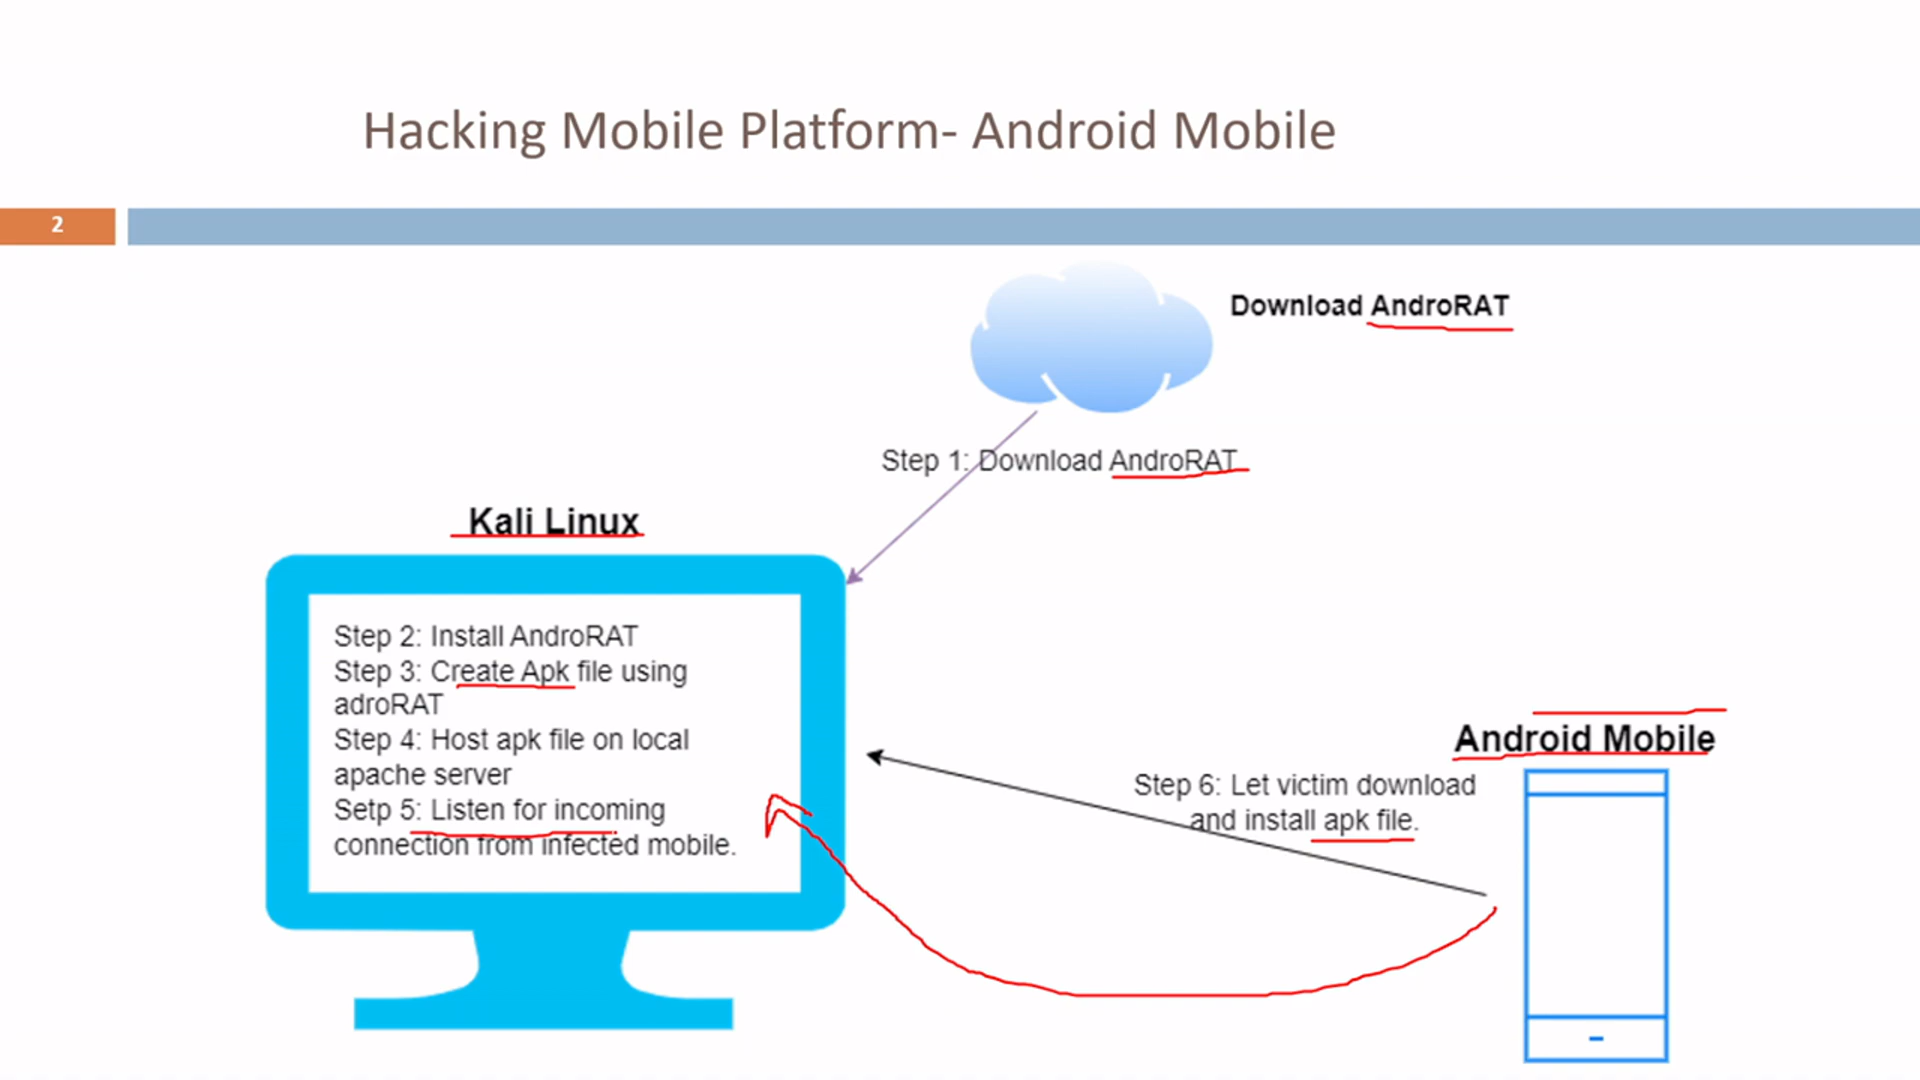 Hacking Mobile Platform- Android Mobile
2
Download AndroRAT
Step 1: Download AndroRAT
Kali Linux
Step 2: Install AndroRAT
Step 3: Create Apk file using
adroRAT
Step 4: Host apk file on local
apache server
Setp 5: Listen for incoming
connection from infected mobile.
Android Mobile
Step 6: Let victim download
and install apk file.